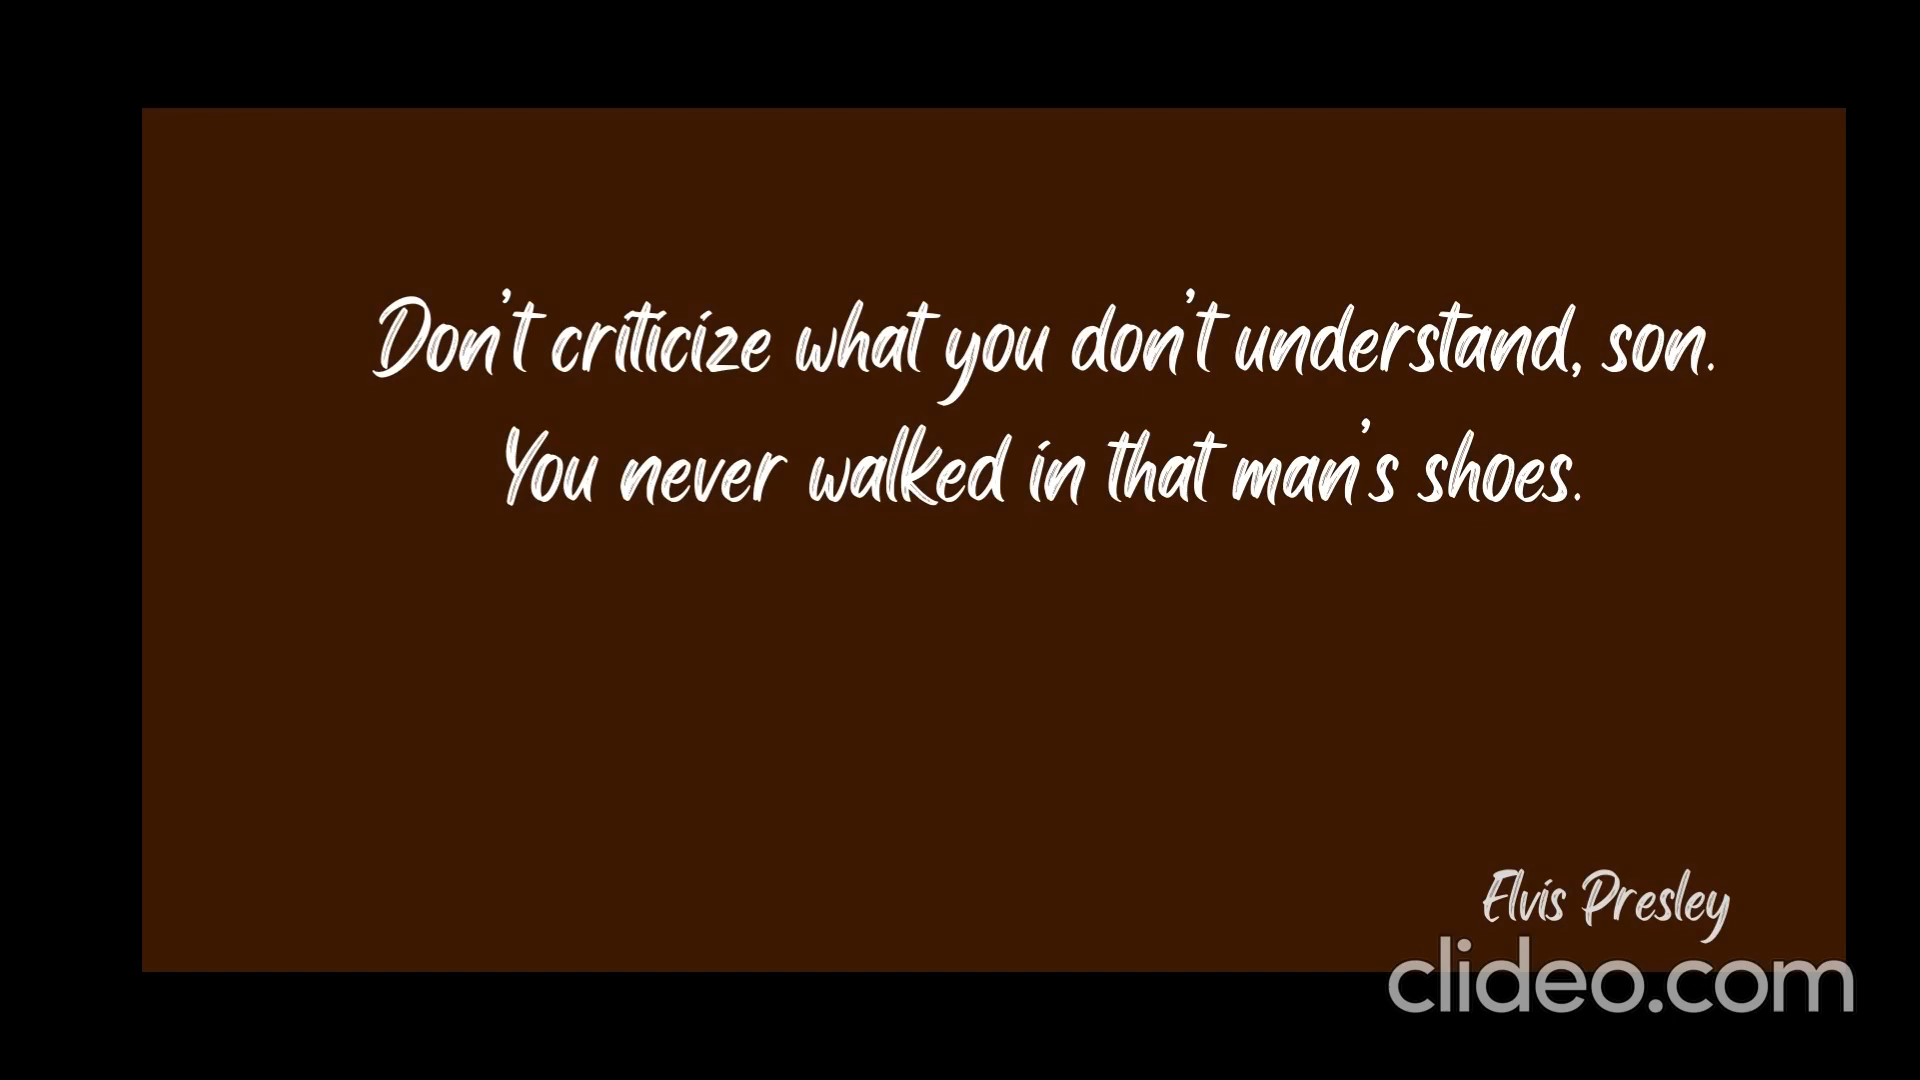 Don't criticize what you don't understand, son.
You never walked in that man's shoes.
Elvis Presley
clideo.com